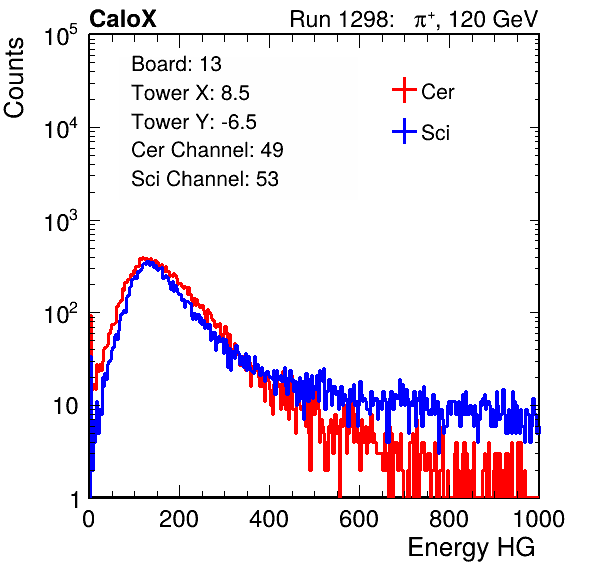 CaloX Run 1298: π⁺, 120 GeV
Counts
10⁵
10⁴
10³
10²
10
1
Board: 13
Tower X: 8.5
Tower Y: -6.5
Cer Channel: 49
Sci Channel: 53
Cer
Sci
0 200 400 600 800 1000
Energy HG